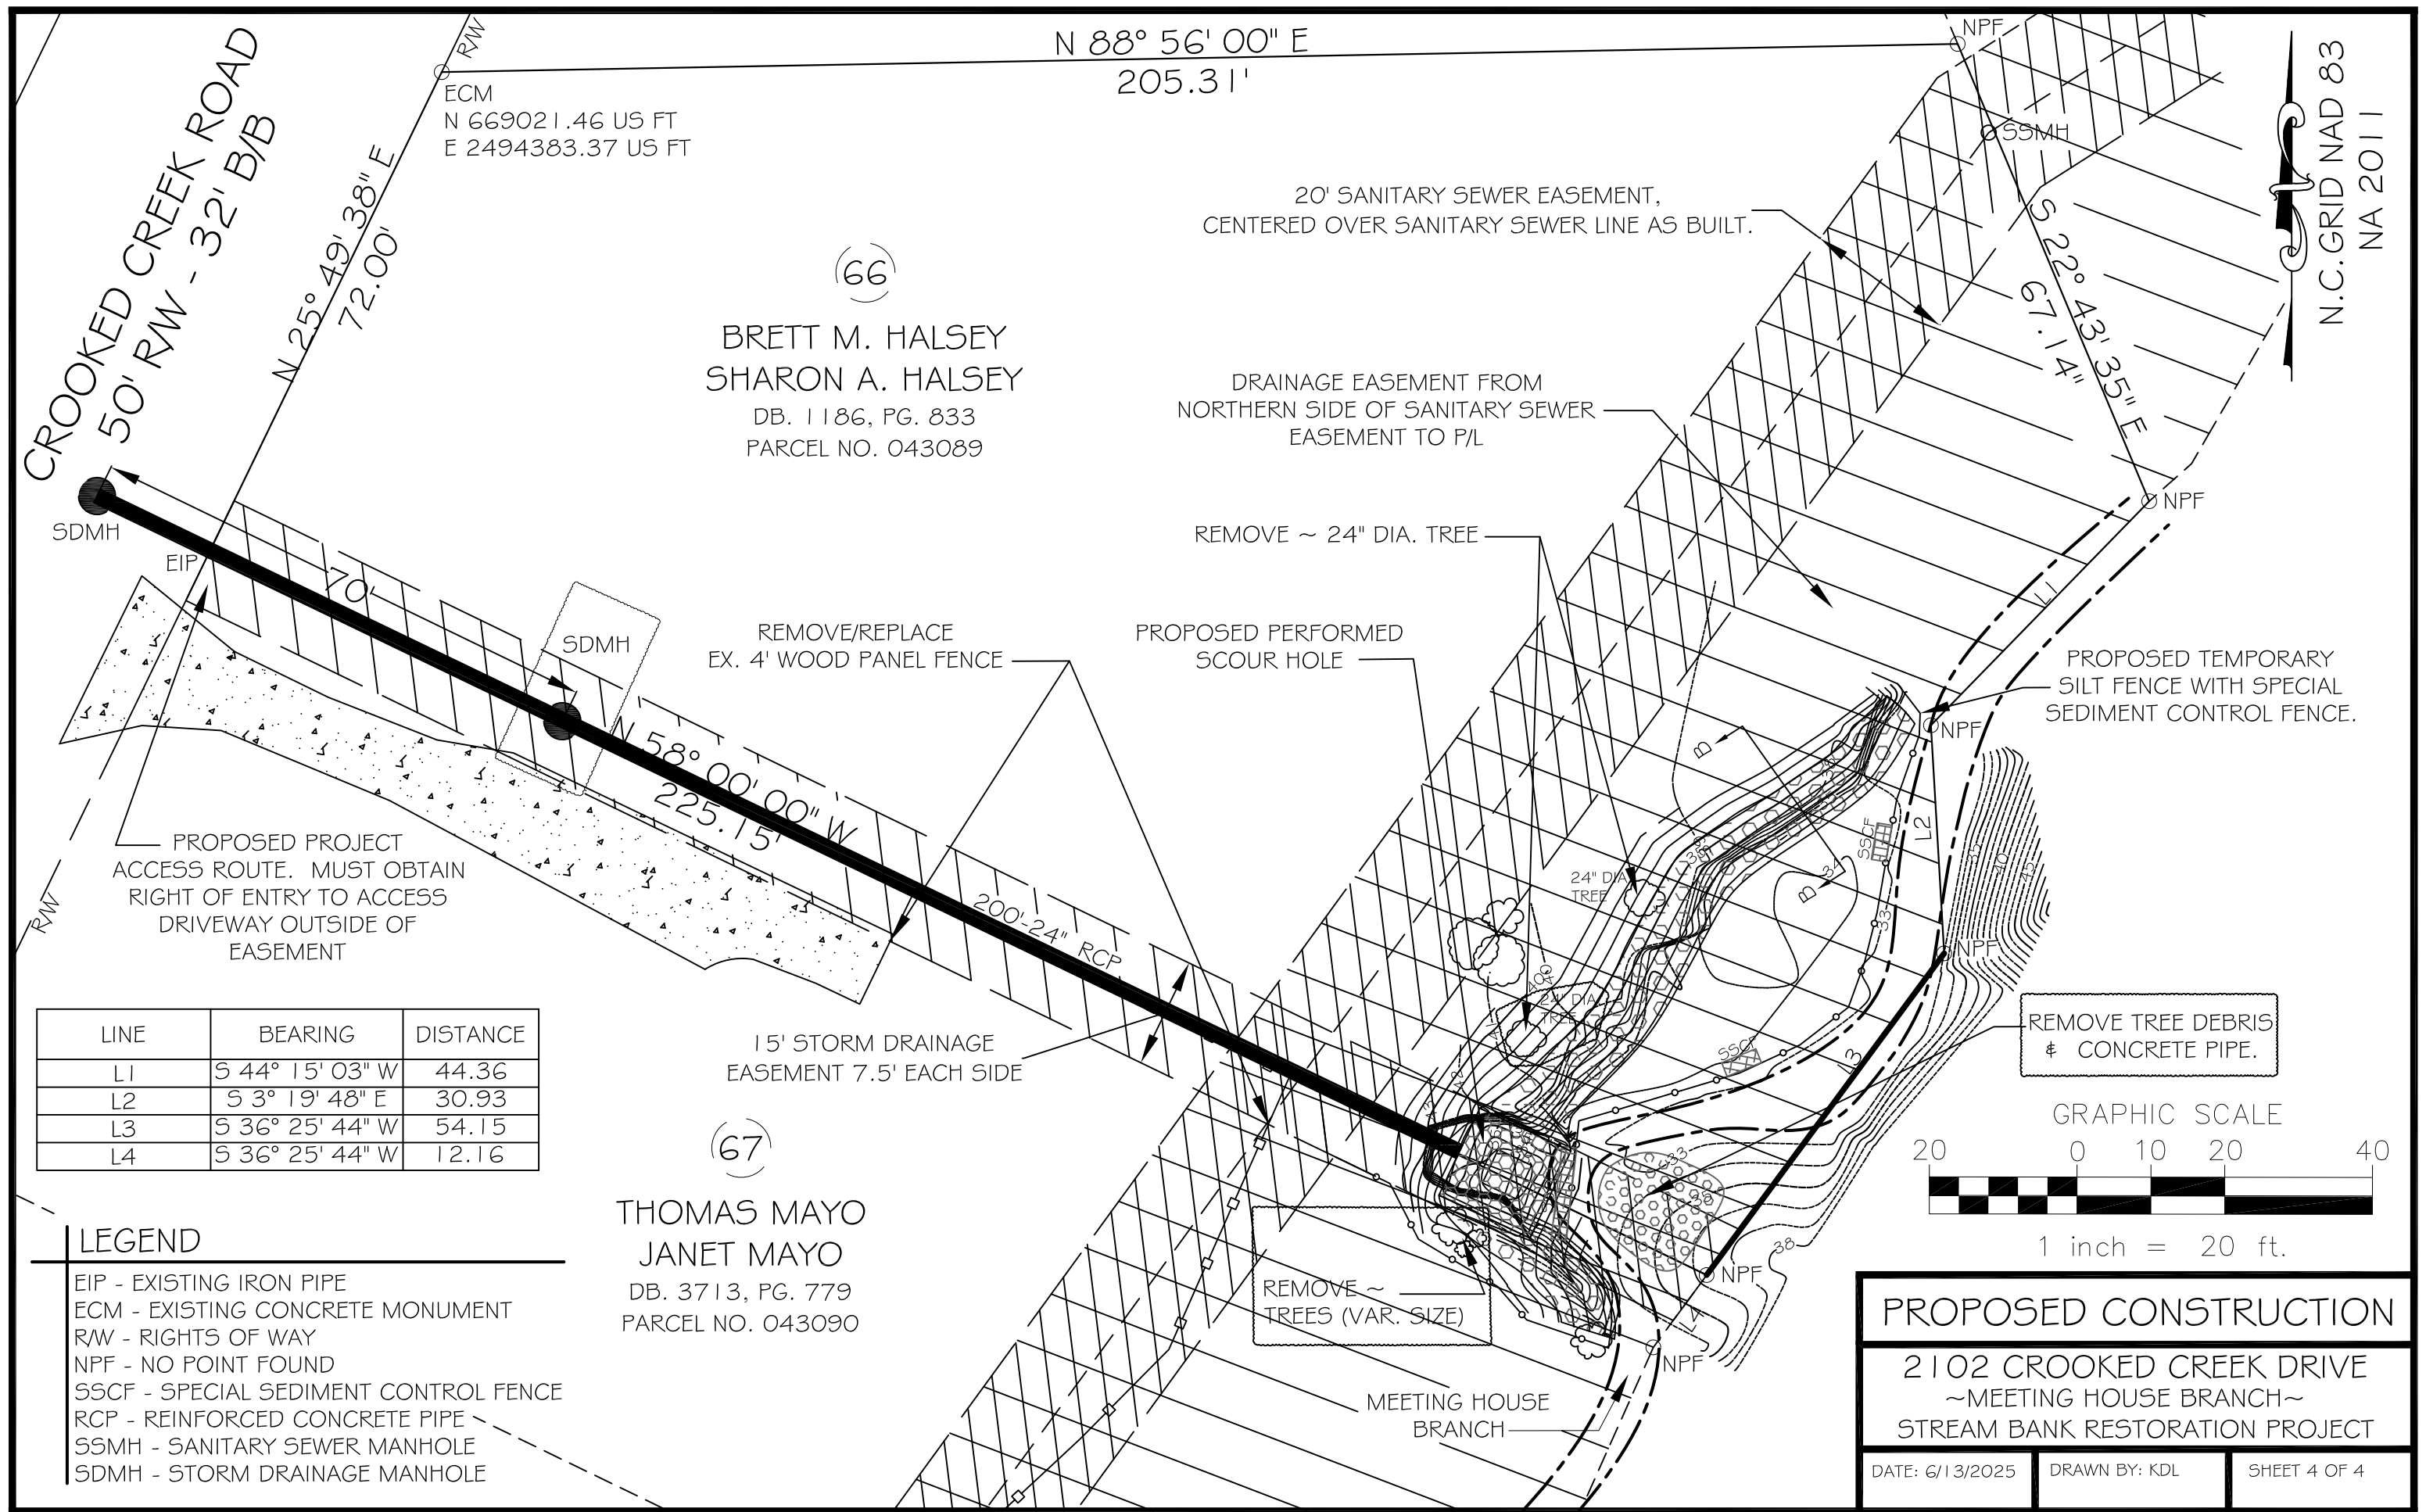 CROOKED CREEK ROAD
50' R/W - 32' B/B
R/W
N 88° 56' 00" E
205.31'
NPF
ECM
N 669021.46 US FT
E 2494383.37 US FT
N 25° 49' 38" E
72.00'
SSMH
N.C.GRID NAD 83
NA 2011
20' SANITARY SEWER EASEMENT,
CENTERED OVER SANITARY SEWER LINE AS BUILT.
S 22° 43' 35" E
67.14"
66
BRETT M. HALSEY
SHARON A. HALSEY
DB. 1186, PG. 833
PARCEL NO. 043089
DRAINAGE EASEMENT FROM
NORTHERN SIDE OF SANITARY SEWER
EASEMENT TO P/L
NPF
SDMH
EIP
70'
REMOVE ~ 24" DIA. TREE
L1
SDMH
REMOVE/REPLACE
EX. 4' WOOD PANEL FENCE
PROPOSED PERFORMED
SCOUR HOLE
PROPOSED TEMPORARY
SILT FENCE WITH SPECIAL
SEDIMENT CONTROL FENCE.
NPF
N 58° 00' 00" W
225.15'
B
B
L2
SSCF
34
33
35
40
45
24" DIA
TREE
PROPOSED PROJECT
ACCESS ROUTE. MUST OBTAIN
RIGHT OF ENTRY TO ACCESS
DRIVEWAY OUTSIDE OF
EASEMENT
R/W
200'-24" RCP
NPF
24" DIA
TREE
LINE BEARING DISTANCE
L1 S 44° 15' 03" W 44.36
L2 S 3° 19' 48" E 30.93
L3 S 36° 25' 44" W 54.15
L4 S 36° 25' 44" W 12.16
15' STORM DRAINAGE
EASEMENT 7.5' EACH SIDE
SSCF
L3
REMOVE TREE DEBRIS
& CONCRETE PIPE.
GRAPHIC SCALE
20 0 10 20 40
1 inch = 20 ft.
67
THOMAS MAYO
JANET MAYO
DB. 3713, PG. 779
PARCEL NO. 043090
33
38
NPF
L4
NPF
REMOVE ~
TREES (VAR. SIZE)
MEETING HOUSE
BRANCH
LEGEND
EIP - EXISTING IRON PIPE
ECM - EXISTING CONCRETE MONUMENT
R/W - RIGHTS OF WAY
NPF - NO POINT FOUND
SSCF - SPECIAL SEDIMENT CONTROL FENCE
RCP - REINFORCED CONCRETE PIPE
SSMH - SANITARY SEWER MANHOLE
SDMH - STORM DRAINAGE MANHOLE
PROPOSED CONSTRUCTION
2102 CROOKED CREEK DRIVE
~MEETING HOUSE BRANCH~
STREAM BANK RESTORATION PROJECT
DATE: 6/13/2025 DRAWN BY: KDL SHEET 4 OF 4